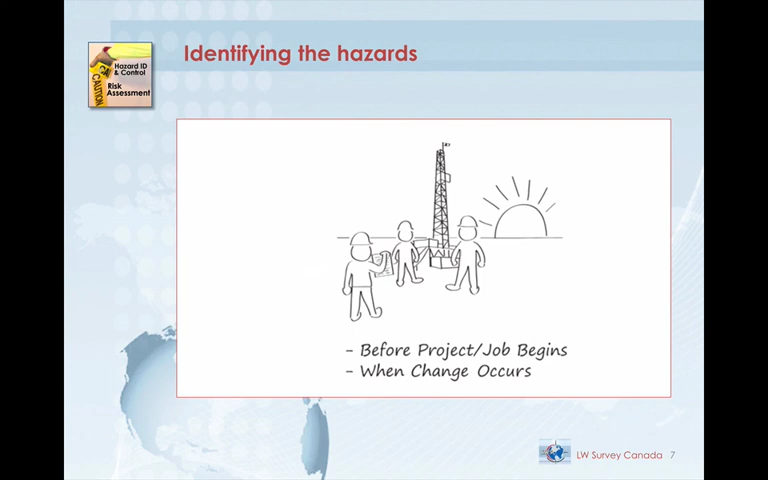 Identifying the hazards
Hazard ID
& Control
CAUTION
Risk
Assessment
- Before Project/Job Begins
- When Change Occurs
LW Survey Canada 7